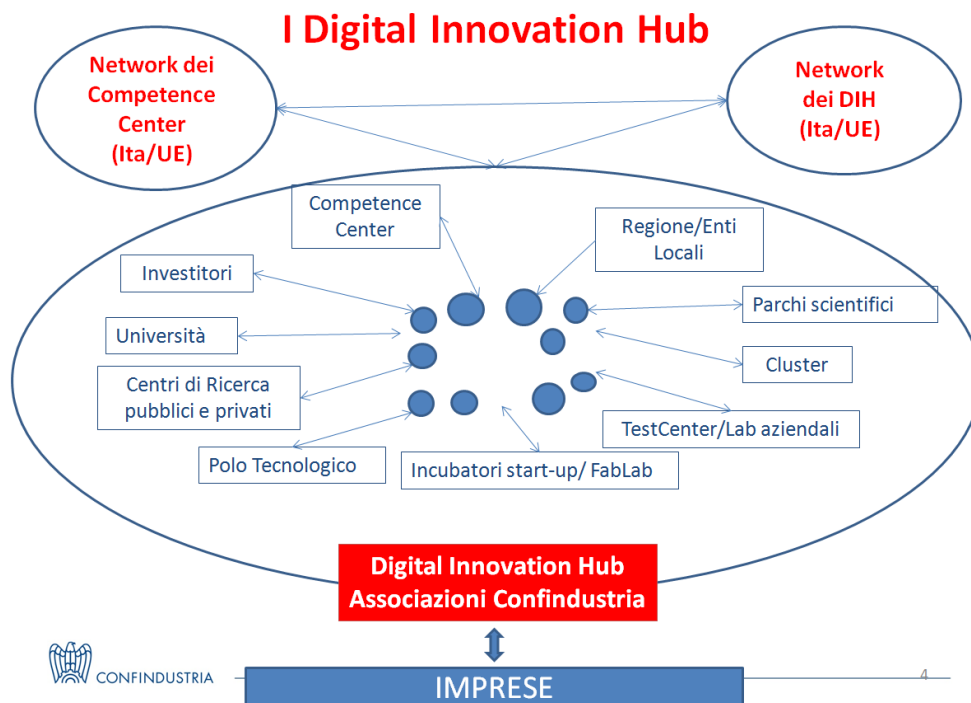 I Digital Innovation Hub
Network dei
Competence
Center
(Ita/UE)
Network
dei DIH
(Ita/UE)
Competence
Center
Regione/Enti
Locali
Investitori
Parchi scientifici
Università
Cluster
Centri di Ricerca
pubblici e privati
TestCenter/Lab aziendali
Polo Tecnologico
Incubatori start-up/ FabLab
Digital Innovation Hub
Associazioni Confindustria
CONFINDUSTRIA
4
IMPRESE